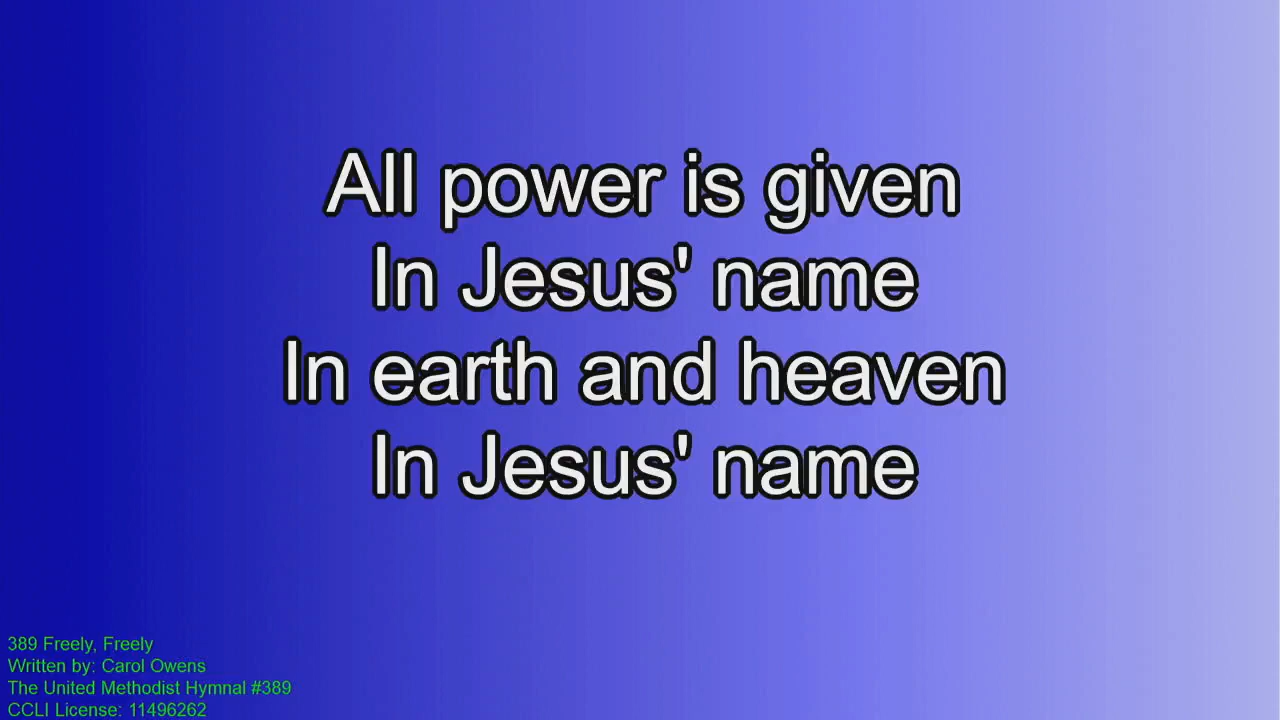 All power is given
In Jesus' name
In earth and heaven
In Jesus' name
389 Freely, Freely
Written by: Carol Owens
The United Methodist Hymnal #389
CCLI License: 11496262